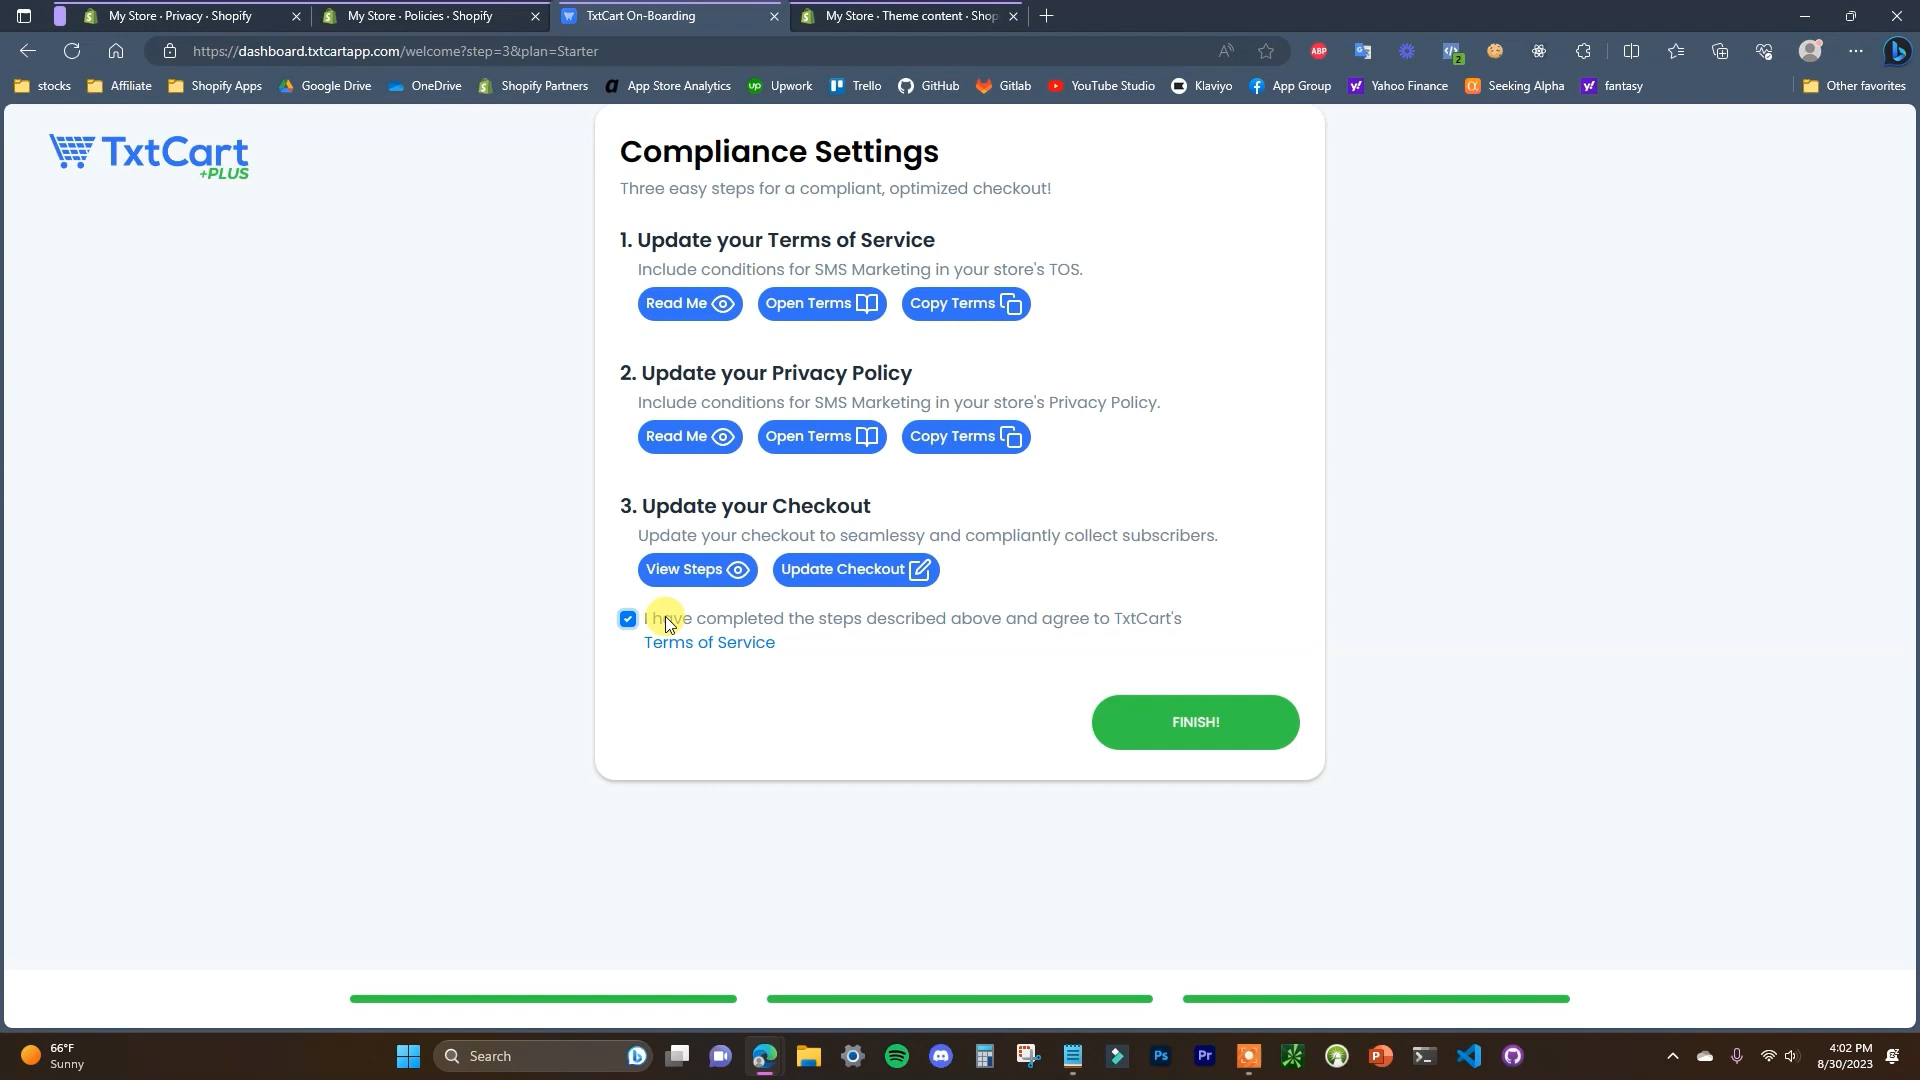 My Store · Privacy · Shopify
My Store · Policies · Shopify
TxtCart On-Boarding
My Store · Theme content · Shop
https://dashboard.txtcartapp.com/welcome?step=3&plan=Starter
ABP
2
stocks
Affiliate
Shopify Apps
Google Drive
OneDrive
Shopify Partners
App Store Analytics
Upwork
Trello
GitHub
Gitlab
YouTube Studio
Klaviyo
App Group
Yahoo Finance
Seeking Alpha
fantasy
Other favorites
TxtCart
+PLUS
Compliance Settings
Three easy steps for a compliant, optimized checkout!
1. Update your Terms of Service
Include conditions for SMS Marketing in your store's TOS.
Read Me
Open Terms
Copy Terms
2. Update your Privacy Policy
Include conditions for SMS Marketing in your store's Privacy Policy.
Read Me
Open Terms
Copy Terms
3. Update your Checkout
Update your checkout to seamlessy and compliantly collect subscribers.
View Steps
Update Checkout
I have completed the steps described above and agree to TxtCart's
Terms of Service
FINISH!
66°F
Sunny
Search
Ps
Pr
4:02 PM
8/30/2023